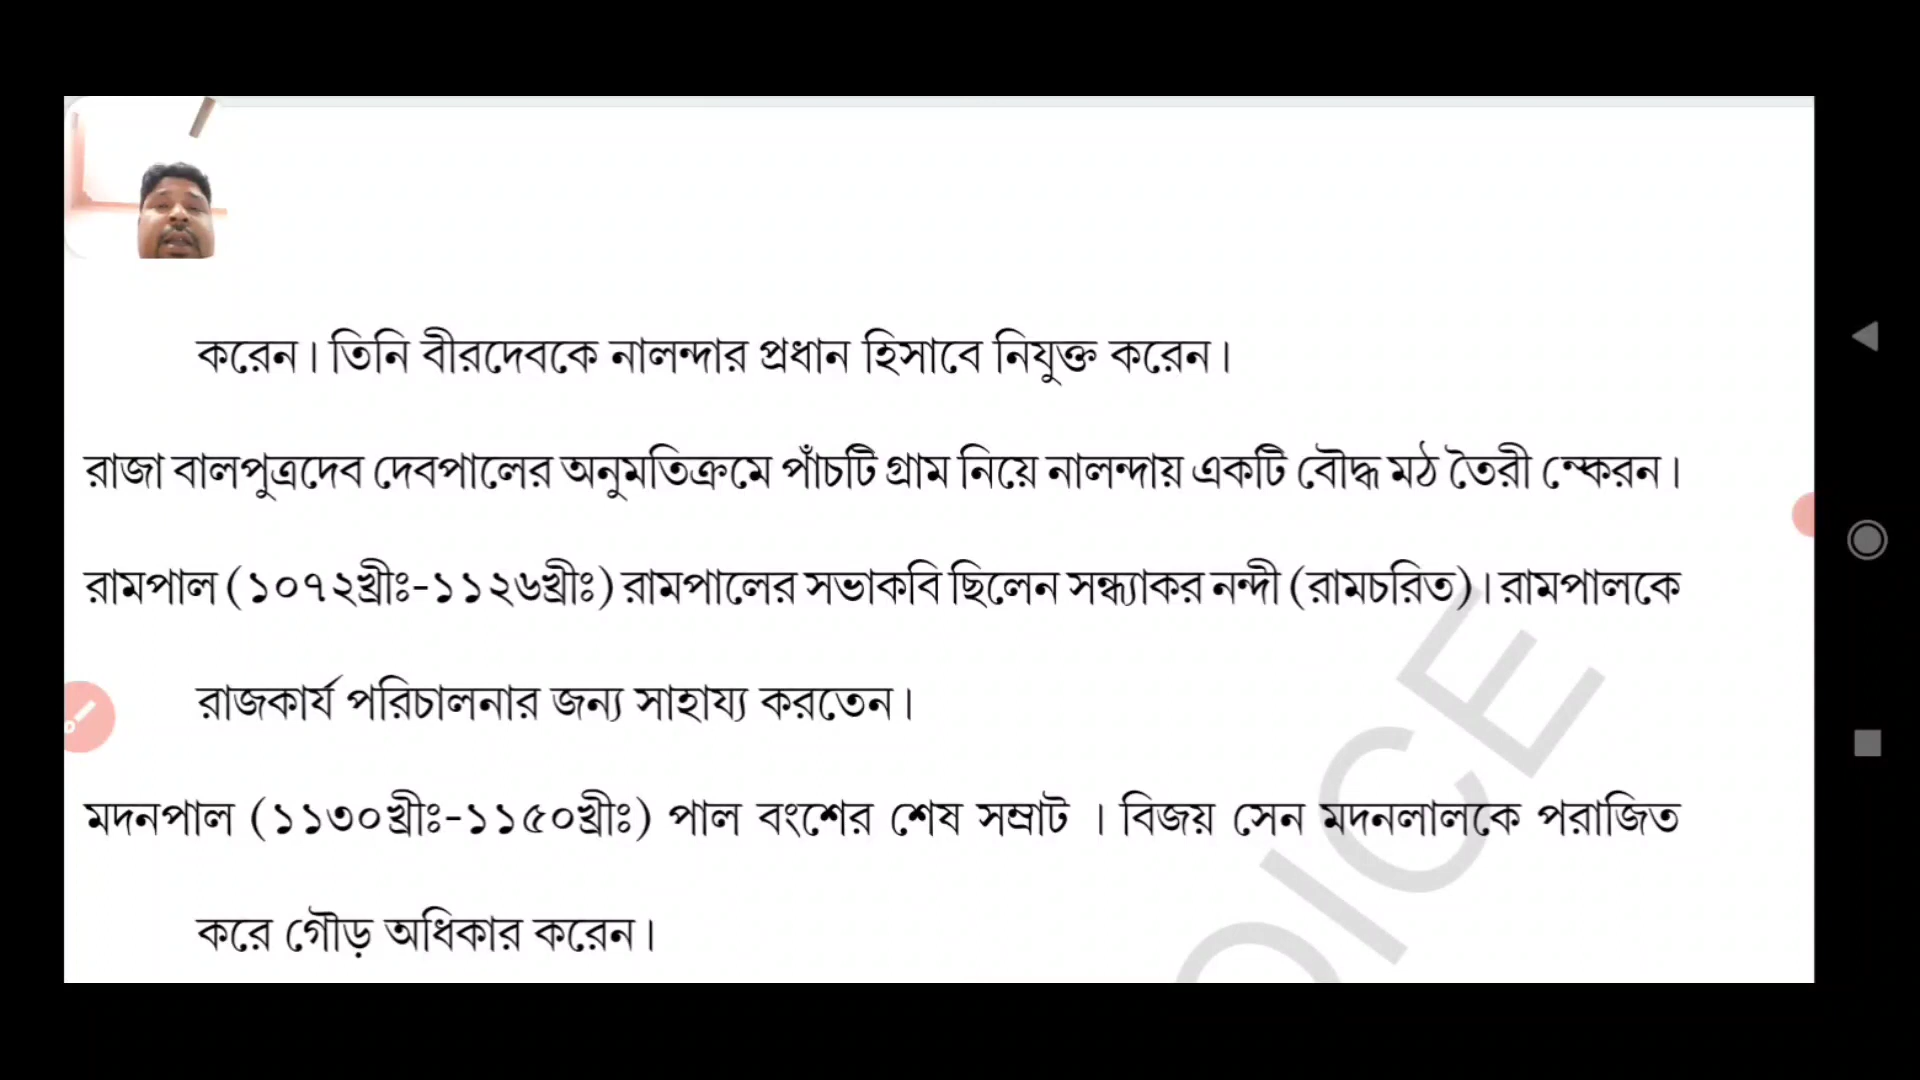 করেন। তিনি বীরদেবকে নালন্দার প্রধান হিসাবে নিযুক্ত করেন।
রাজা বালপুত্রদেব দেবপালের অনুমতিক্রমে পাঁচটি গ্রাম নিয়ে নালন্দায় একটি বৌদ্ধ মঠ তৈরী েন্করন।
রামপাল (১০৭২খ্রীঃ-১১২৬খ্রীঃ) রামপালের সভাকবি ছিলেন সন্ধ্যাকর নন্দী (রামচরিত)। রামপালকে
রাজকার্য পরিচালনার জন্য সাহায্য করতেন।
মদনপাল (১১৩০খ্রীঃ-১১৫০খ্রীঃ) পাল বংশের শেষ সম্রাট । বিজয় সেন মদনলালকে পরাজিত
করে গৌড় অধিকার করেন।
OICE